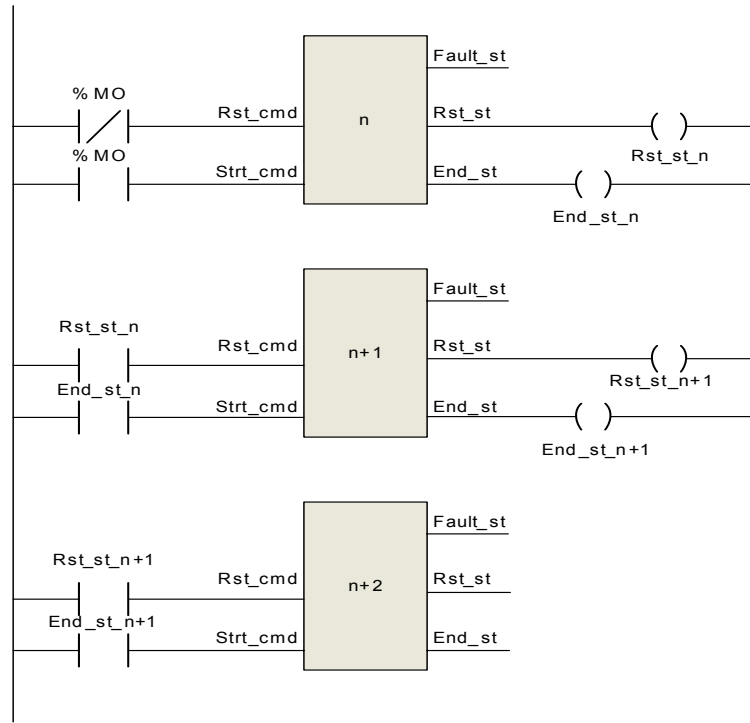 Fault_st
% MO
Rst_cmd
n
Rst_st
% MO
Rst_st_n
Strt_cmd
End_st
End_st_n
Fault_st
Rst_st_n
Rst_cmd
n+1
Rst_st
End_st_n
Rst_st_n+1
Strt_cmd
End_st
End_st_n+1
Fault_st
Rst_st_n+1
Rst_cmd
n+2
Rst_st
End_st_n+1
Strt_cmd
End_st